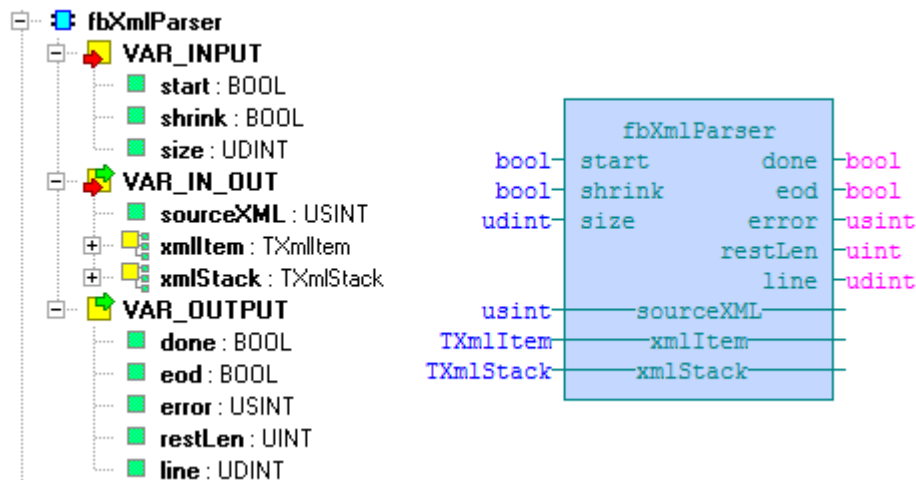 fbXmlParser
VAR_INPUT
start : BOOL
shrink : BOOL
size : UDINT
VAR_IN_OUT
sourceXML : USINT
xmlItem : TXmlItem
xmlStack : TXmlStack
VAR_OUTPUT
done : BOOL
eod : BOOL
error : USINT
restLen : UINT
line : UDINT
fbXmlParser
bool start done bool
bool shrink eod bool
udint size error usint
restLen uint
line udint
usint sourceXML
TXmlItem xmlItem
TXmlStack xmlStack